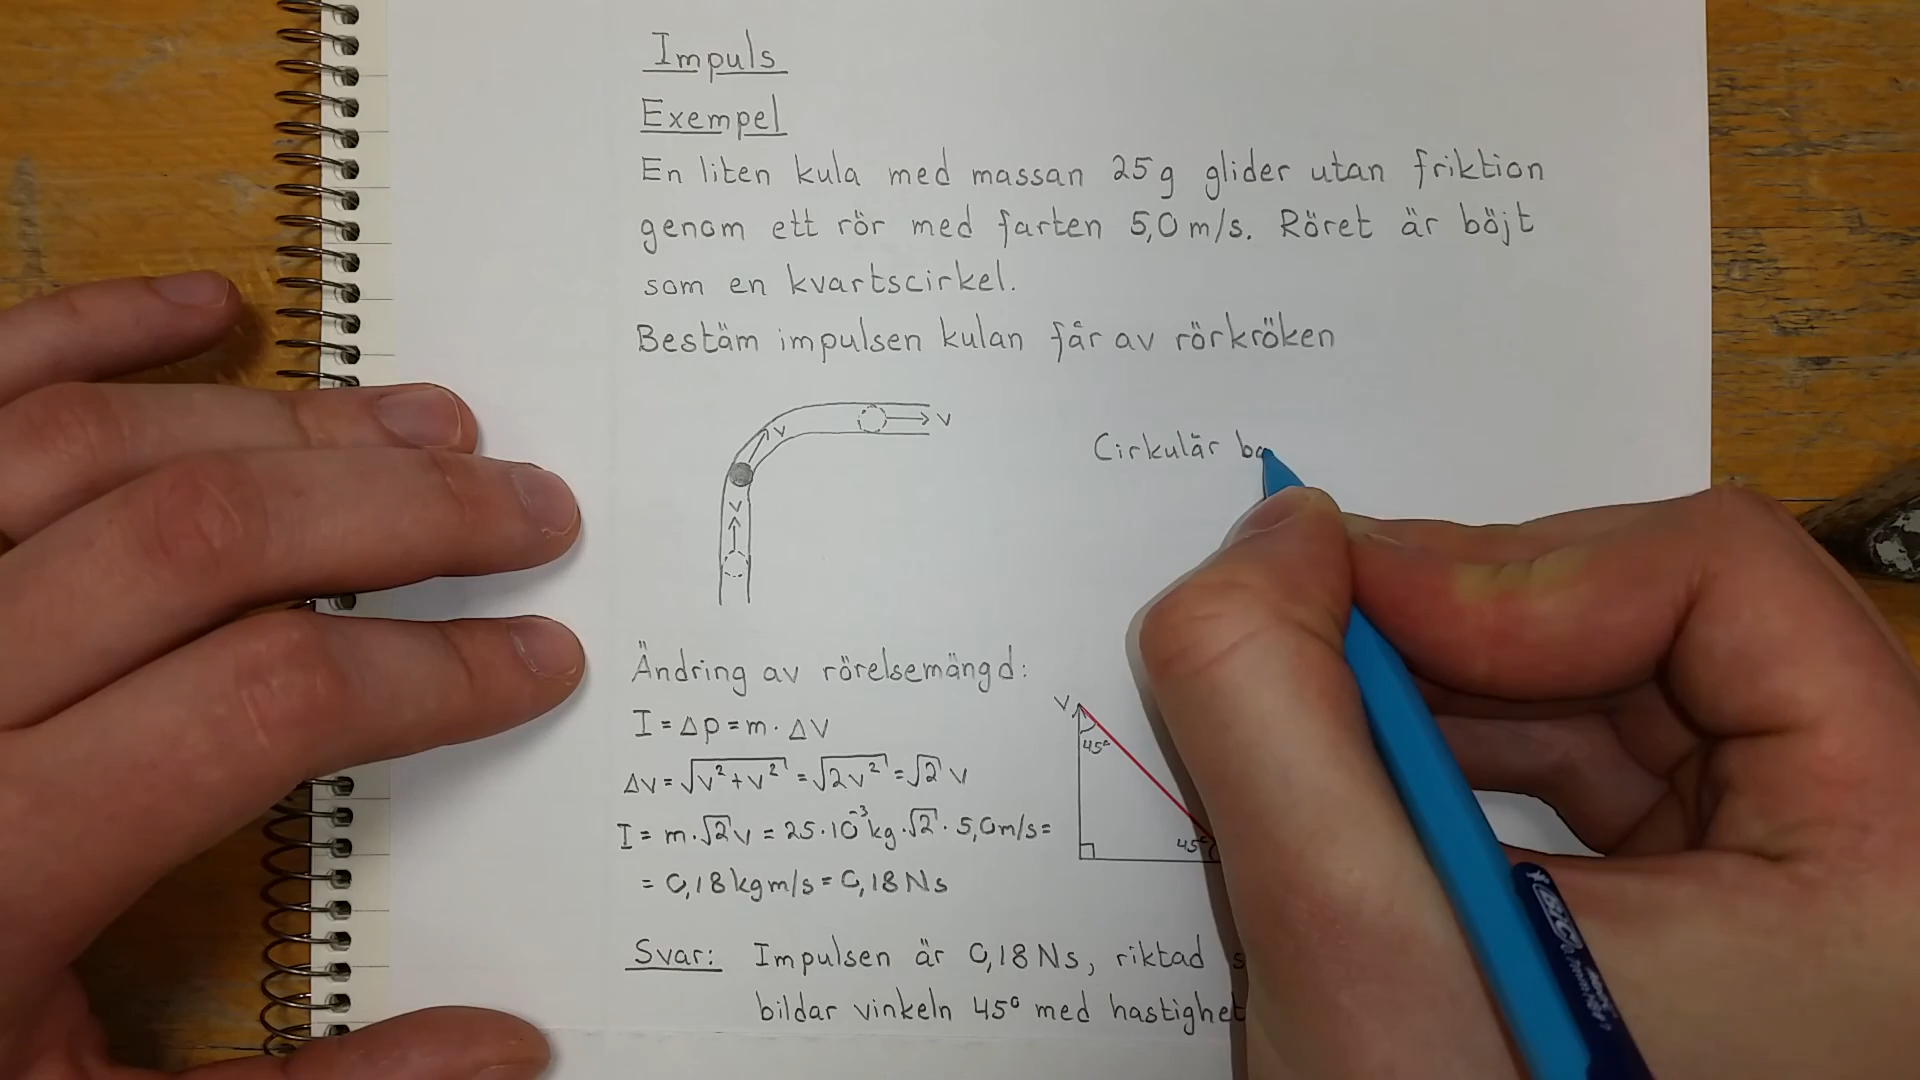 Impuls
Exempel
En liten kula med massan 25g glider utan friktion
genom ett rör med farten 5,0 m/s. Röret är böjt
som en kvartscirkel.
Bestäm impulsen kulan får av rörkröken
v
v
v
Cirkulär
Ändring av rörelsemängd:
I = Δp = m · Δv
Δv = √(v² + v²) = √(2v²) = √2 v
I = m · √2 v = 25 · 10⁻³ kg · √2 · 5,0 m/s =
= 0,18 kgm/s = 0,18 Ns
v
45°
45°
Svar: Impulsen är 0,18 Ns, riktad
bildar vinkeln 45° med
BIC